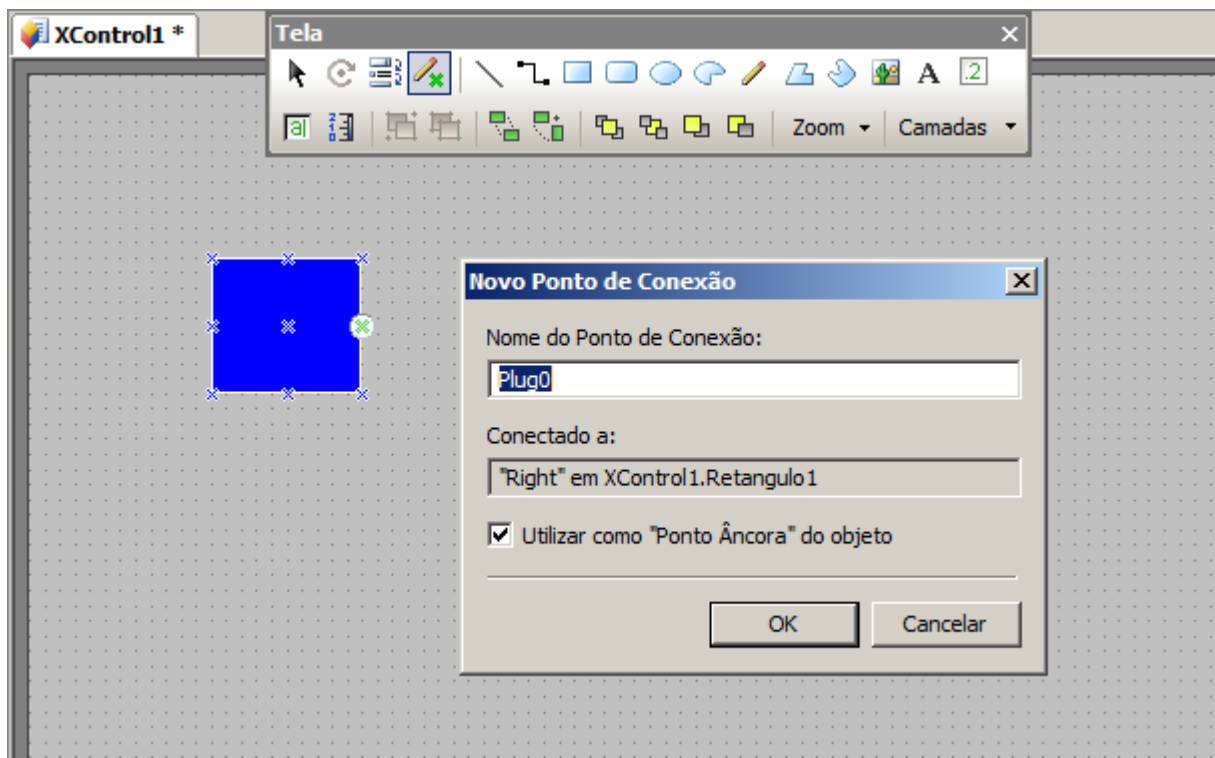 XControl1 *
Tela
A .2
a
Zoom Camadas
Novo Ponto de Conexão
Nome do Ponto de Conexão:
Plug0
Conectado a:
"Right" em XControl1.Retangulo1
Utilizar como "Ponto Âncora" do objeto
OK Cancelar